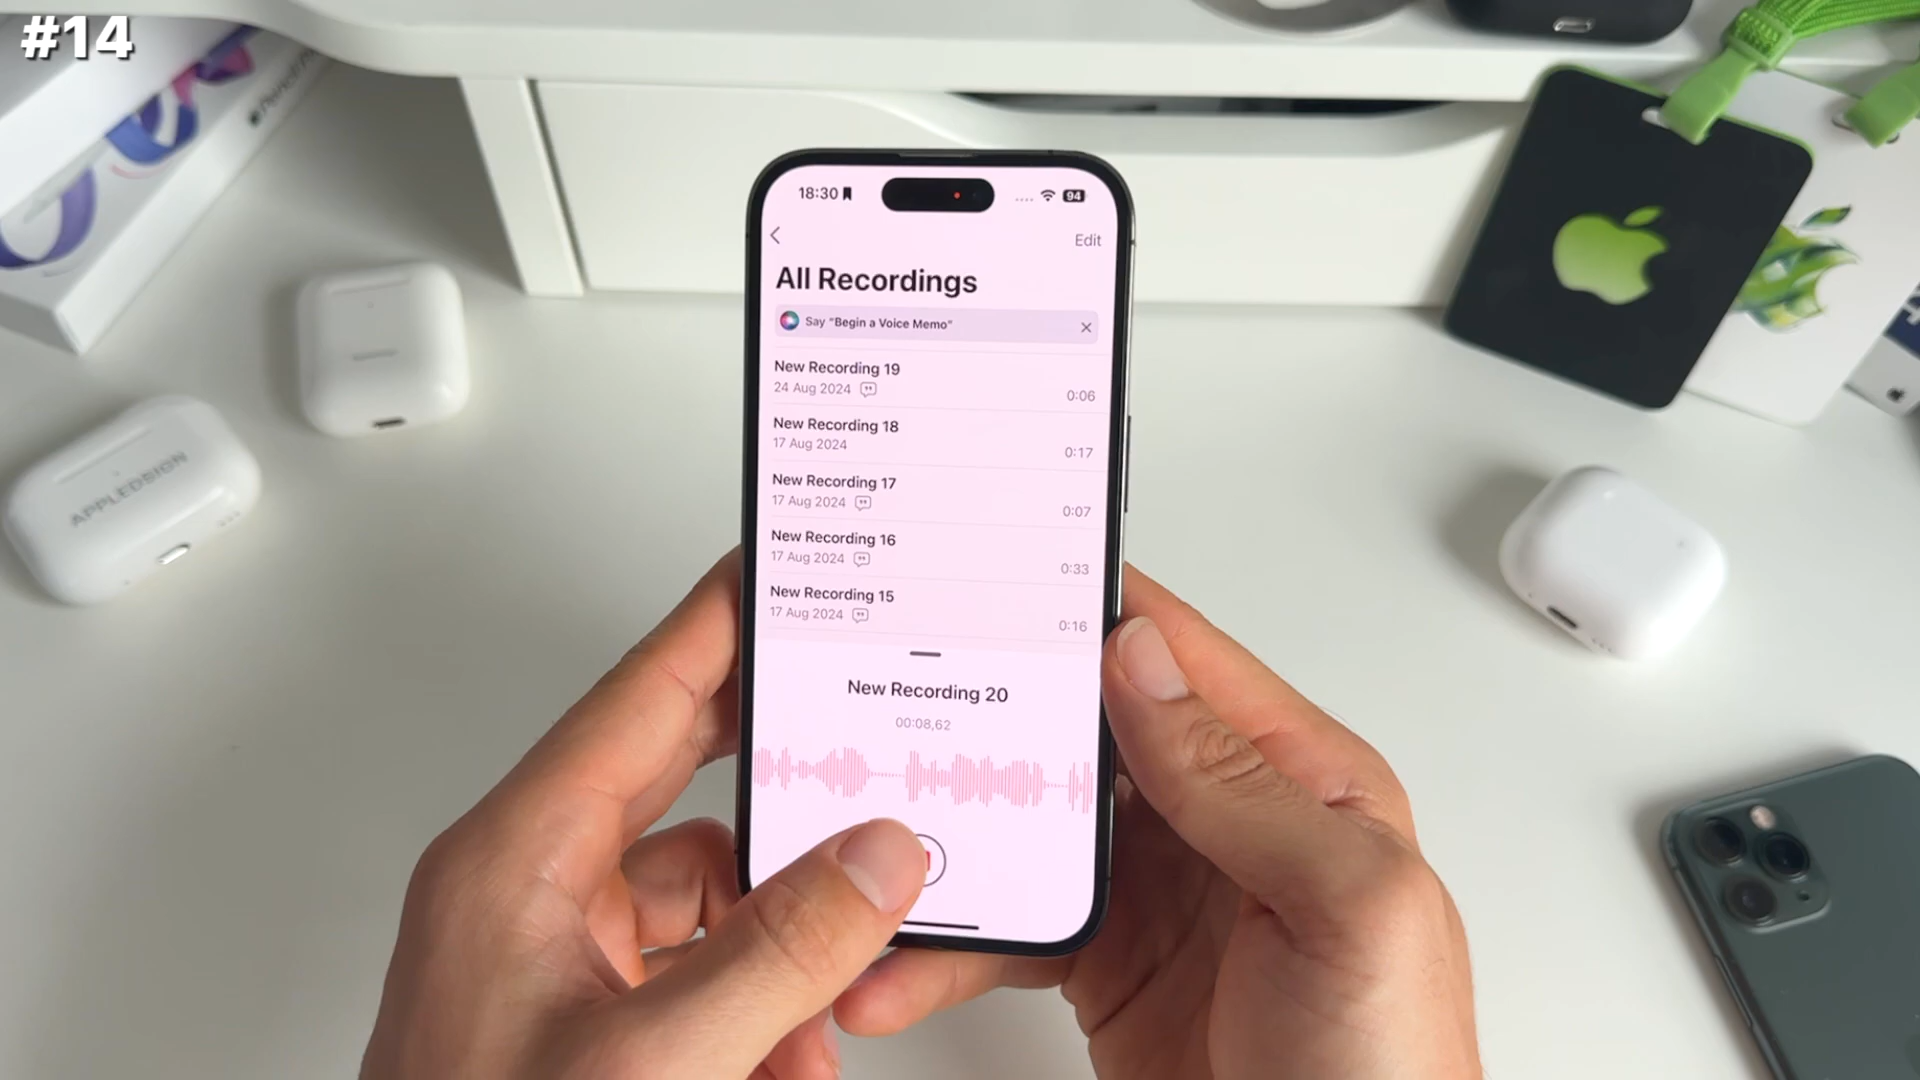 #14
18:30
94
Edit
All Recordings
Say "Begin a Voice Memo"
New Recording 19
24 Aug 2024
0:06
New Recording 18
17 Aug 2024
0:17
New Recording 17
17 Aug 2024
0:07
New Recording 16
17 Aug 2024
0:33
New Recording 15
17 Aug 2024
0:16
New Recording 20
00:08,62
APPLEDSIGN